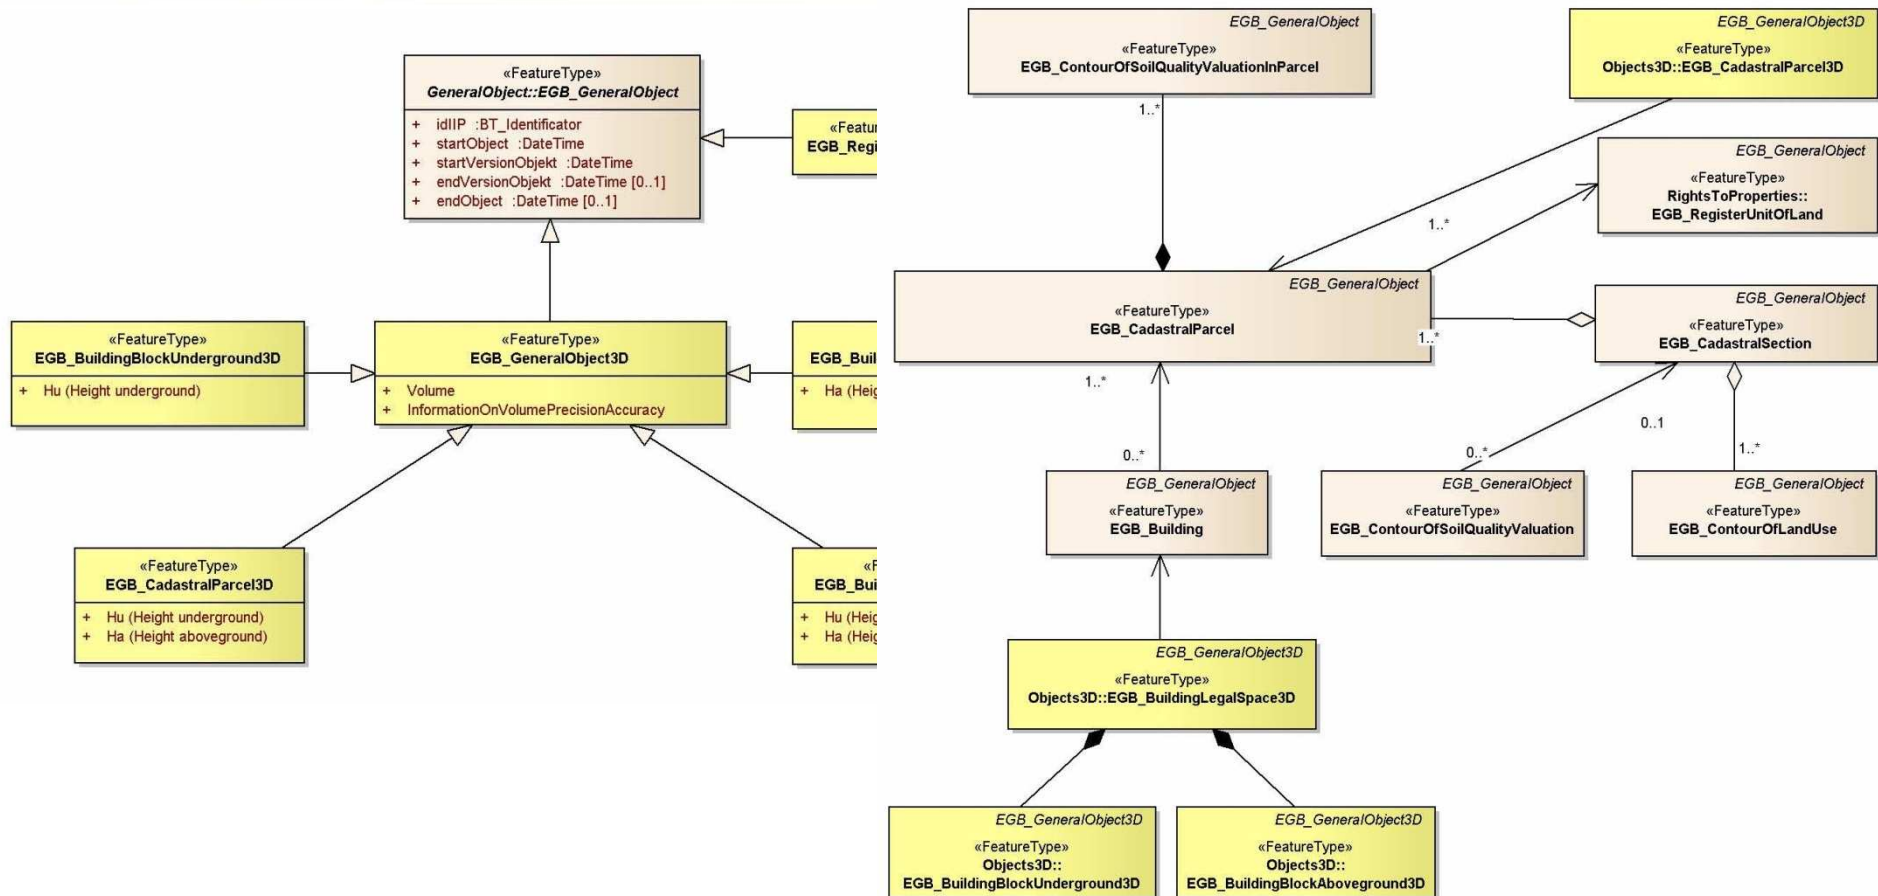 «FeatureType»
GeneralObject::EGB_GeneralObject
+ idIIP :BT_Identificator
+ startObject :DateTime
+ startVersionObjekt :DateTime
+ endVersionObjekt :DateTime [0..1]
+ endObject :DateTime [0..1]
«FeatureType»
EGB_BuildingBlockUnderground3D
+ Hu (Height underground)
«FeatureType»
EGB_GeneralObject3D
+ Volume
+ InformationOnVolumePrecisionAccuracy
+ Ha
«FeatureType»
EGB_CadastralParcel3D
+ Hu (Height underground)
+ Ha (Height aboveground)
+ Hu
+ Ha
EGB_GeneralObject
«FeatureType»
EGB_ContourOfSoilQualityValuationInParcel
1..*
EGB_GeneralObject3D
«FeatureType»
Objects3D::EGB_CadastralParcel3D
EGB_GeneralObject
«FeatureType»
RightsToProperties::
EGB_RegisterUnitOfLand
1..*
EGB_GeneralObject
«FeatureType»
EGB_CadastralParcel
1..*
EGB_GeneralObject
«FeatureType»
EGB_CadastralSection
1..*
0..*
0..*
0..1
1..*
EGB_GeneralObject
«FeatureType»
EGB_Building
EGB_GeneralObject
«FeatureType»
EGB_ContourOfSoilQualityValuation
EGB_GeneralObject
«FeatureType»
EGB_ContourOfLandUse
EGB_GeneralObject3D
«FeatureType»
Objects3D::EGB_BuildingLegalSpace3D
EGB_GeneralObject3D
«FeatureType»
Objects3D::
EGB_BuildingBlockUnderground3D
EGB_GeneralObject3D
«FeatureType»
Objects3D::
EGB_BuildingBlockAboveground3D